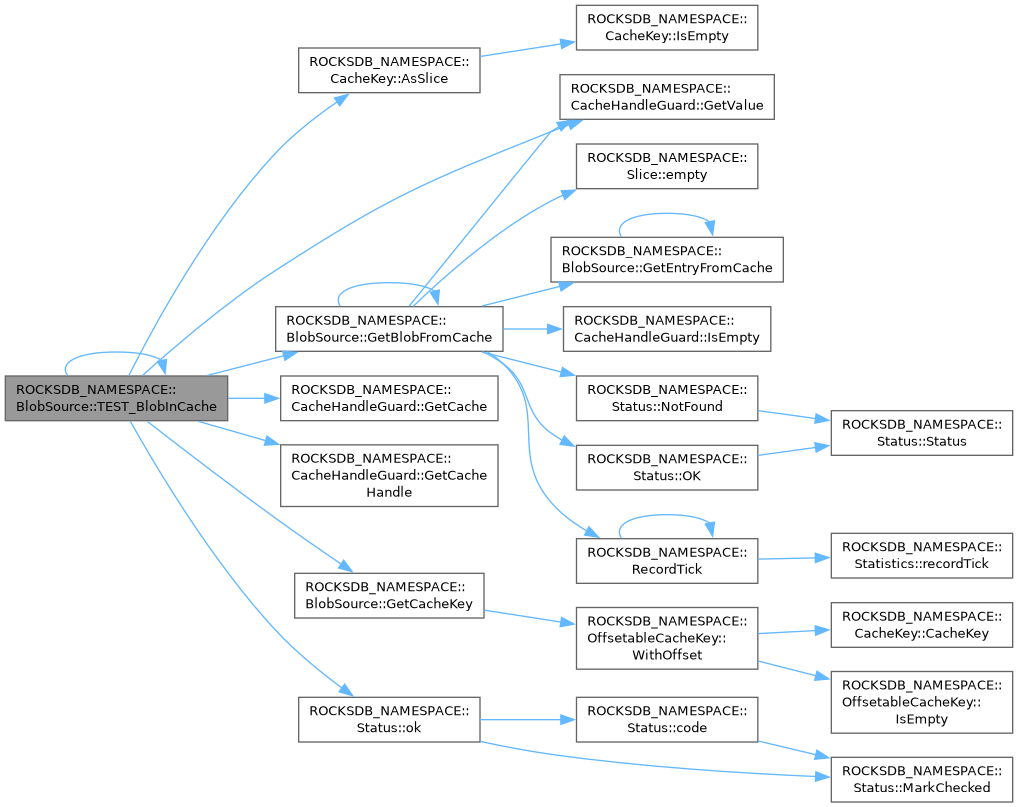 ROCKSDB_NAMESPACE::
CacheKey::IsEmpty
ROCKSDB_NAMESPACE::
CacheKey::AsSlice
ROCKSDB_NAMESPACE::
CacheHandleGuard::GetValue
ROCKSDB_NAMESPACE::
Slice::empty
ROCKSDB_NAMESPACE::
BlobSource::GetEntryFromCache
ROCKSDB_NAMESPACE::
BlobSource::GetBlobFromCache
ROCKSDB_NAMESPACE::
CacheHandleGuard::IsEmpty
ROCKSDB_NAMESPACE::
BlobSource::TEST_BlobInCache
ROCKSDB_NAMESPACE::
CacheHandleGuard::GetCache
ROCKSDB_NAMESPACE::
Status::NotFound
ROCKSDB_NAMESPACE::
Status::Status
ROCKSDB_NAMESPACE::
CacheHandleGuard::GetCache
Handle
ROCKSDB_NAMESPACE::
Status::OK
ROCKSDB_NAMESPACE::
RecordTick
ROCKSDB_NAMESPACE::
Statistics::recordTick
ROCKSDB_NAMESPACE::
BlobSource::GetCacheKey
ROCKSDB_NAMESPACE::
OffsetableCacheKey::
WithOffset
ROCKSDB_NAMESPACE::
CacheKey::CacheKey
ROCKSDB_NAMESPACE::
OffsetableCacheKey::
IsEmpty
ROCKSDB_NAMESPACE::
Status::ok
ROCKSDB_NAMESPACE::
Status::code
ROCKSDB_NAMESPACE::
Status::MarkChecked